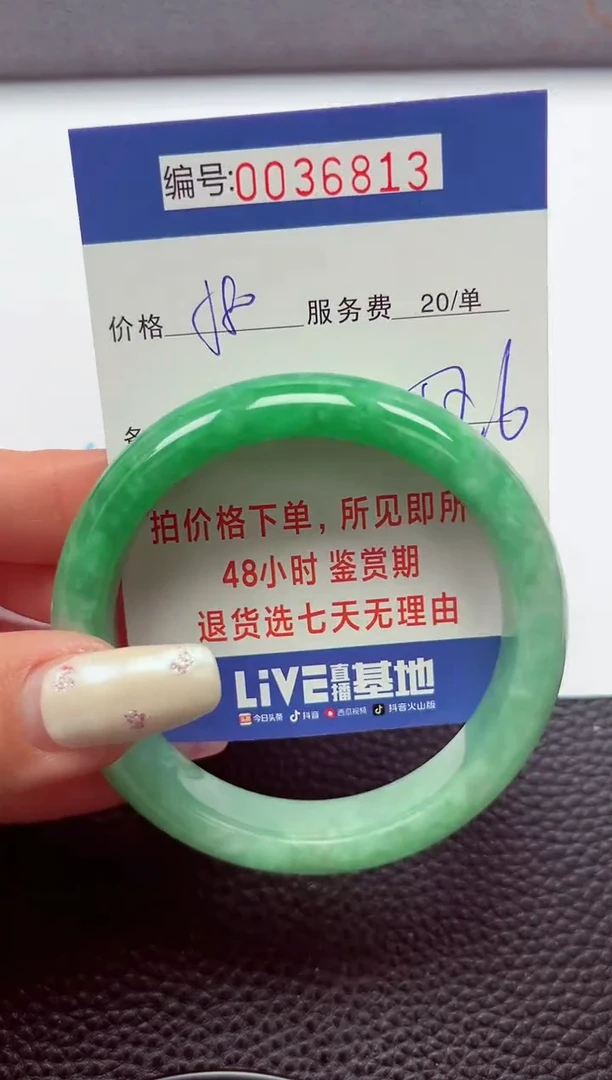 编号:0036813
价格 服务费 20/单
拍价格下单，所见即所
48小时 鉴赏期
退货选七天无理由
LiVE直播基地
今日头条 抖音 西瓜视频 抖音火山版